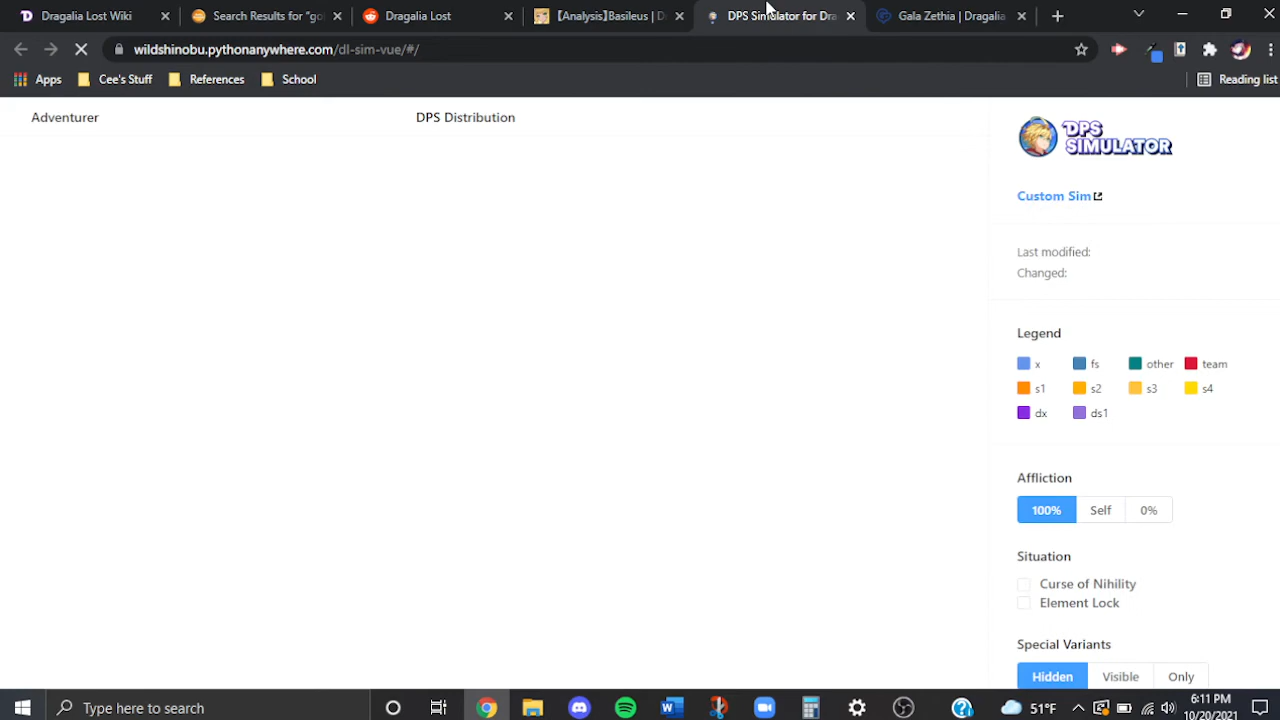 Dragalia Lost Wiki
Search Results for "go
Dragalia Lost
【Analysis】Basileus | D
DPS Simulator for Dra
Gala Zethia | Dragalia
wildshinobu.pythonanywhere.com/dl-sim-vue/#/
Apps
Cee's Stuff
References
School
Reading list
Adventurer
DPS Distribution
DPS
SIMULATOR
Custom Sim
Last modified:
Changed:
Legend
x
fs
other
team
s1
s2
s3
s4
dx
ds1
Affliction
100%
Self
0%
Situation
Curse of Nihility
Element Lock
Special Variants
Hidden
Visible
Only
Type here to search
51°F
6:11 PM
10/20/2021